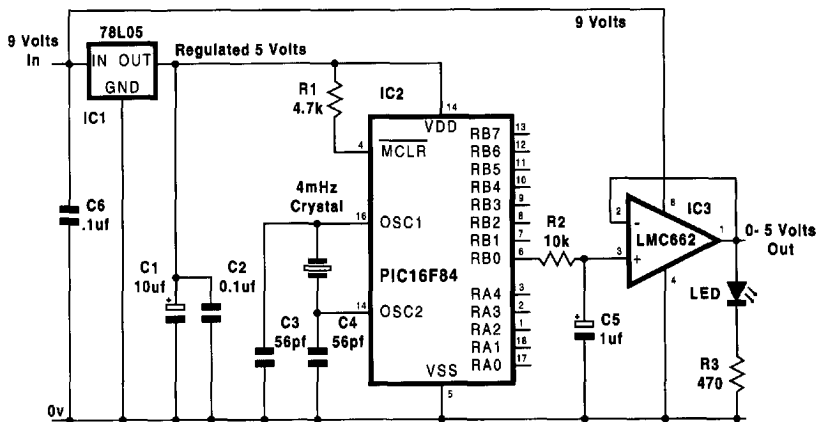 9 Volts
In
78L05
IN OUT
GND
IC1
Regulated 5 Volts
9 Volts
R1
4.7k
IC2
14
VDD
4
MCLR
4mHz
Crystal
16
OSC1
PIC16F84
14
OSC2
VSS
5
RB7
13
RB6
12
RB5
11
RB4
10
RB3
9
RB2
8
RB1
7
RB0
6
RA4
3
RA3
2
RA2
1
RA1
18
RA0
17
C6
.1uf
C1
10uf
+
C2
0.1uf
C3
56pf
C4
56pf
R2
10k
C5
1uf
+
2
-
3
+
8
IC3
LMC662
1
4
0- 5 Volts
Out
LED
R3
470
0v